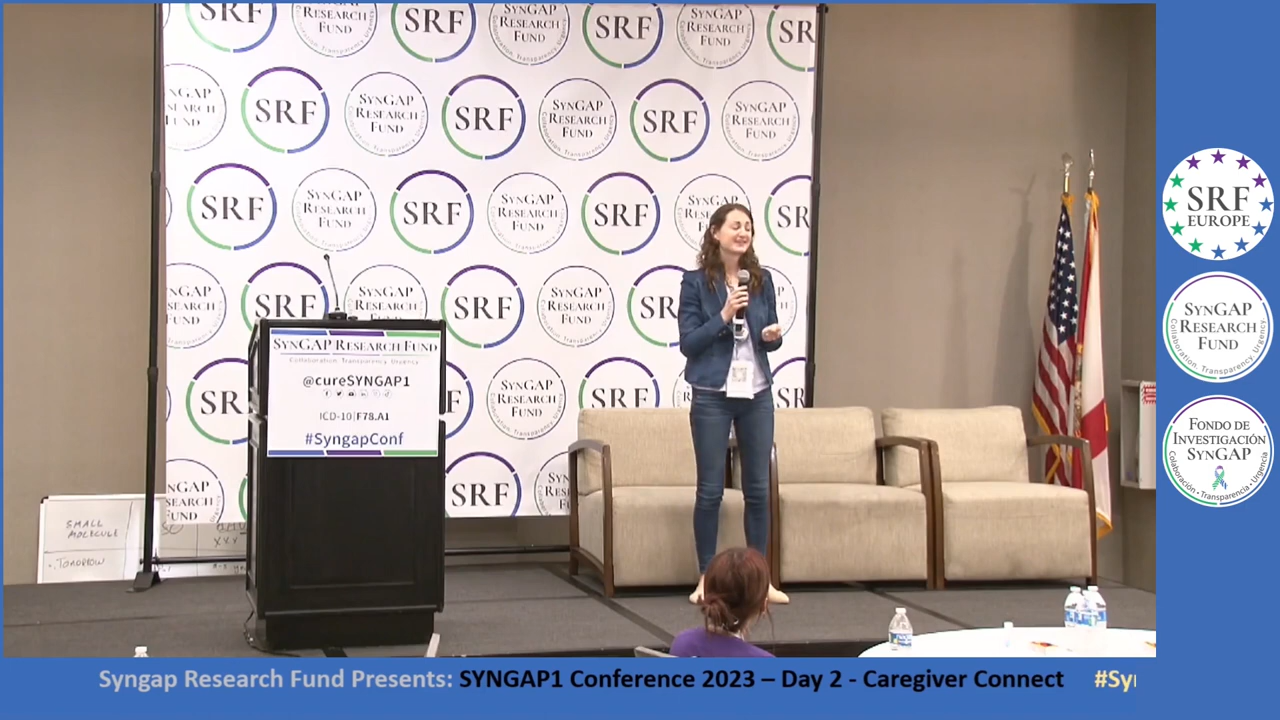 SRF
SYNGAP
RESEARCH
FUND
SRF
EUROPE
SYNGAP
RESEARCH
FUND
Collaboration, Transparency, Urgency
FONDO DE
INVESTIGACIÓN
SYNGAP
Colaboración • Transparencia • Urgencia
SYNGAP RESEARCH FUND
Collaboration, Transparency, Urgency
@cureSYNGAP1
ICD-10|F78.A1
#SyngapConf
SMALL
MOLECULE
TOMORROW
Syngap Research Fund Presents: SYNGAP1 Conference 2023 – Day 2 - Caregiver Connect #Sy